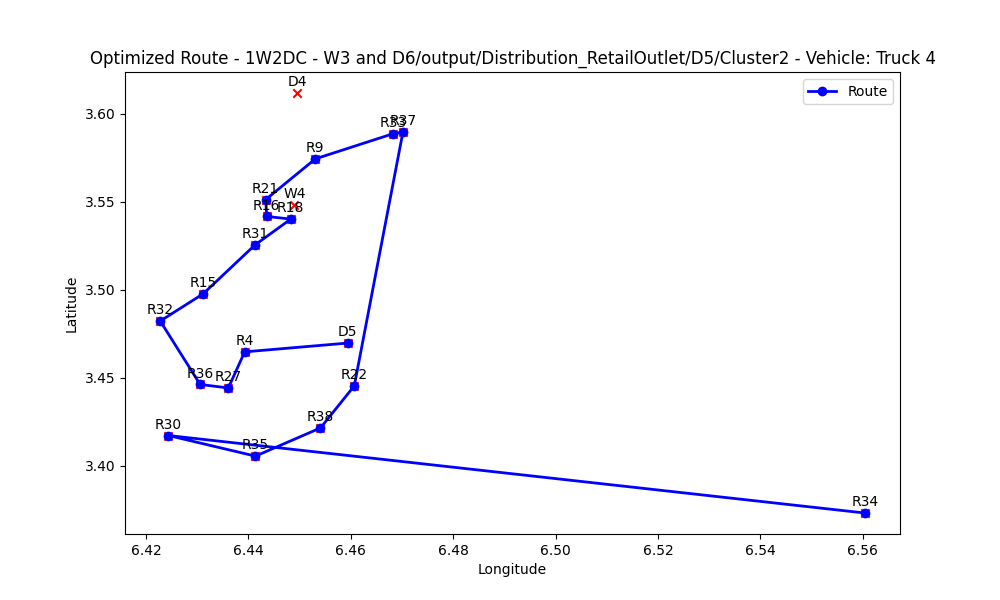 Optimized Route - 1W2DC - W3 and D6/output/Distribution_RetailOutlet/D5/Cluster2 - Vehicle: Truck 4
D4
Route
3.60
R33
R37
R9
R21
W4
3.55
R16
R18
R31
3.50
R15
R32
D5
R4
Latitude
3.45
R36
R27
R22
R38
R30
R35
3.40
R34
6.42
6.44
6.46
6.48
6.50
6.52
6.54
6.56
Longitude